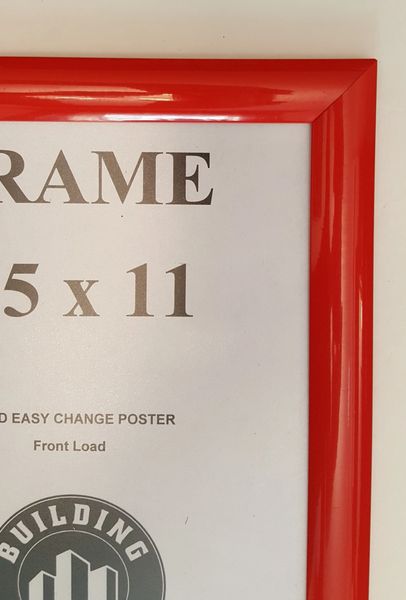 RAME
5 x 11
D EASY CHANGE POSTER
Front Load
BUILDING